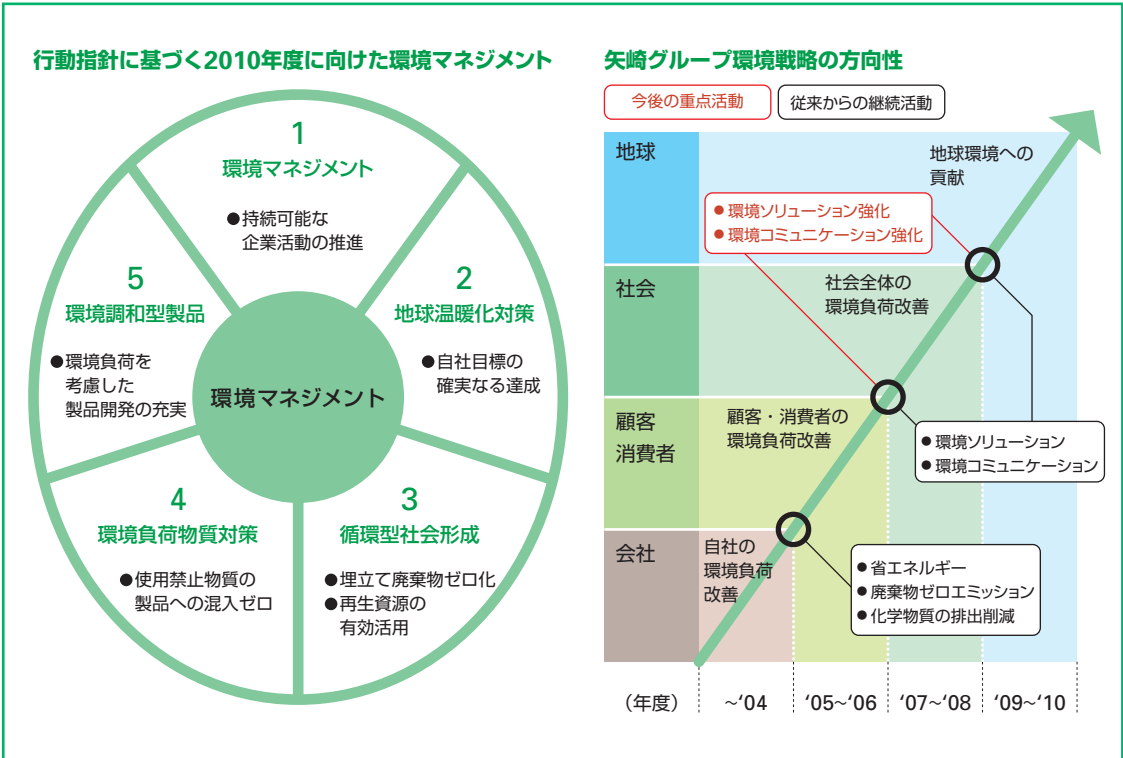 行動指針に基づく2010年度に向けた環境マネジメント
1
環境マネジメント
●持続可能な
企業活動の推進
2
地球温暖化対策
●自社目標の
確実なる達成
3
循環型社会形成
●埋立て廃棄物ゼロ化
●再生資源の
有効活用
4
環境負荷物質対策
●使用禁止物質の
製品への混入ゼロ
5
環境調和型製品
●環境負荷を
考慮した
製品開発の充実
環境マネジメント
矢崎グループ環境戦略の方向性
今後の重点活動
従来からの継続活動
地球
地球環境への
貢献
●環境ソリューション強化
●環境コミュニケーション強化
社会
社会全体の
環境負荷改善
顧客
消費者
顧客・消費者の
環境負荷改善
●環境ソリューション
●環境コミュニケーション
会社
自社の
環境負荷
改善
●省エネルギー
●廃棄物ゼロエミッション
●化学物質の排出削減
（年度）
～‘04
‘05～‘06
‘07～‘08
‘09～‘10